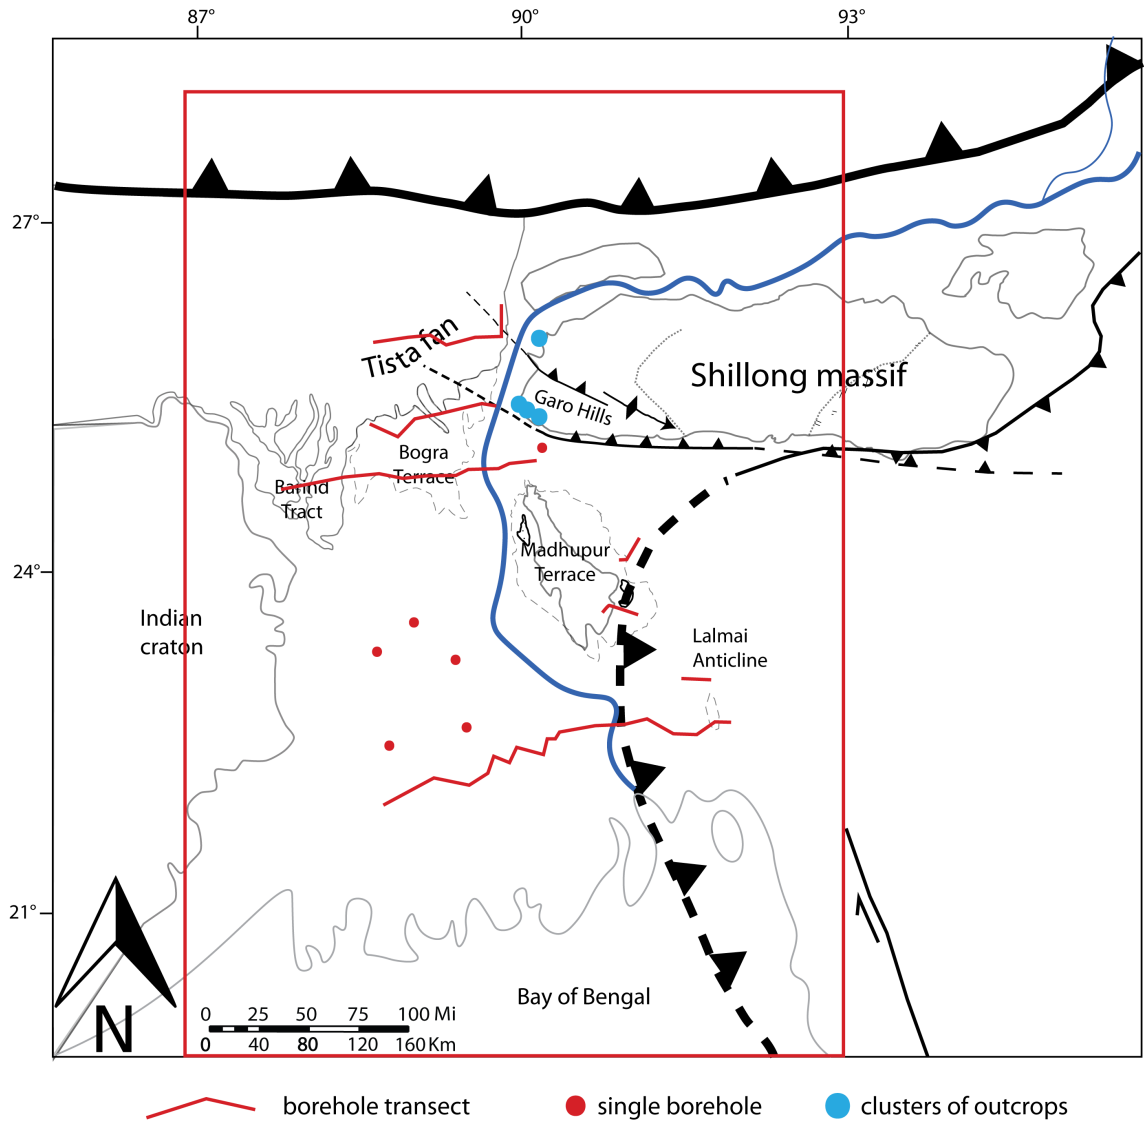 87°
90°
93°
27°
24°
21°
Tista fan
Shillong massif
Garo Hills
Bogra
Terrace
Barind
Tract
Madhupur
Terrace
Indian
craton
Lalmai
Anticline
Bay of Bengal
N
0 25 50 75 100 Mi
0 40 80 120 160 Km
borehole transect
single borehole
clusters of outcrops